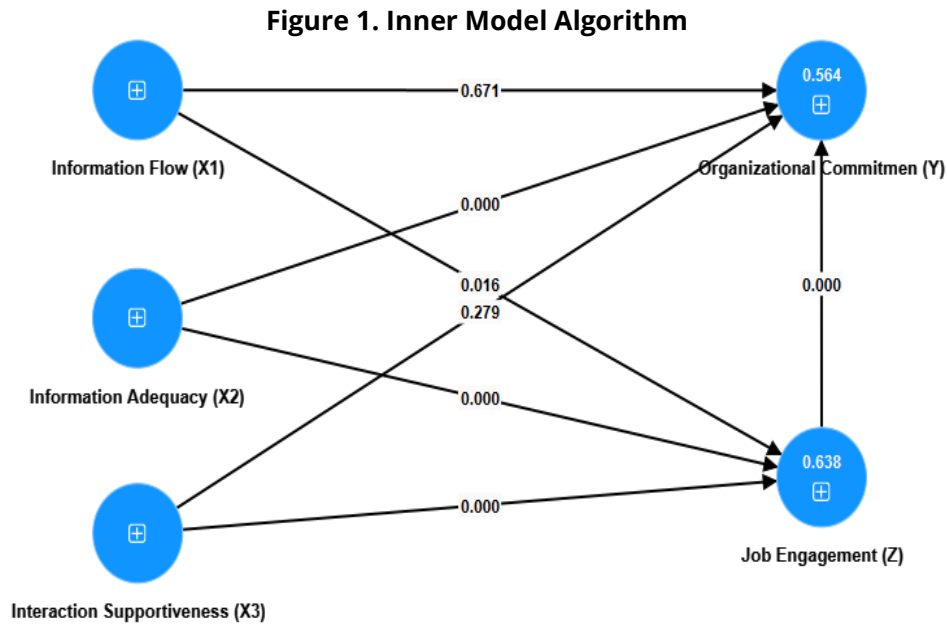 Figure 1. Inner Model Algorithm
0.564
0.671
Information Flow (X1)
Organizational Commitmen (Y)
0.000
0.016
0.000
0.279
Information Adequacy (X2)
0.000
0.638
0.000
Job Engagement (Z)
Interaction Supportiveness (X3)